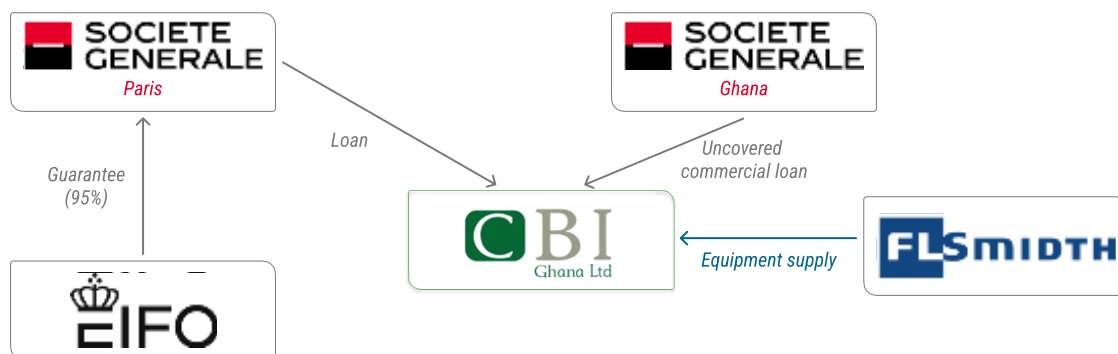 SOCIETE
GENERALE
Paris
SOCIETE
GENERALE
Ghana
Loan
Uncovered
commercial loan
Guarantee
(95%)
CBI
Ghana Ltd
FLSMIDTH
Equipment supply
EIFO